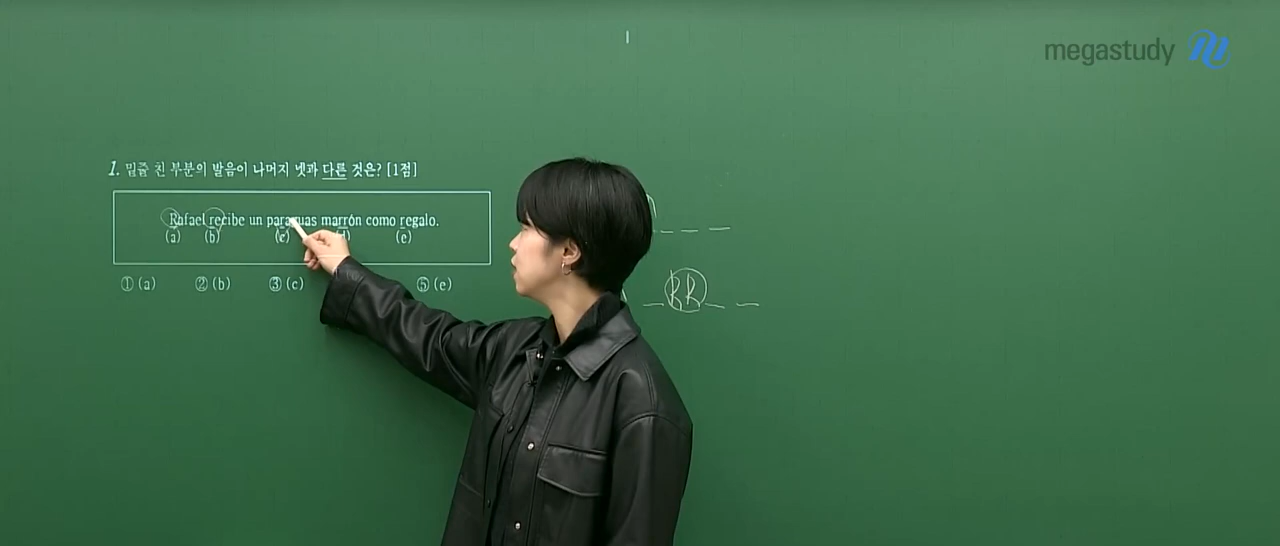 megastudy
1. 밑줄 친 부분의 발음이 나머지 넷과 다른 것은? [1점]
Rafael recibe un paraguas marrón como regalo.
(a) (b) (c) (d) (e)
① (a) ② (b) ③ (c) ⑤ (e)
RR